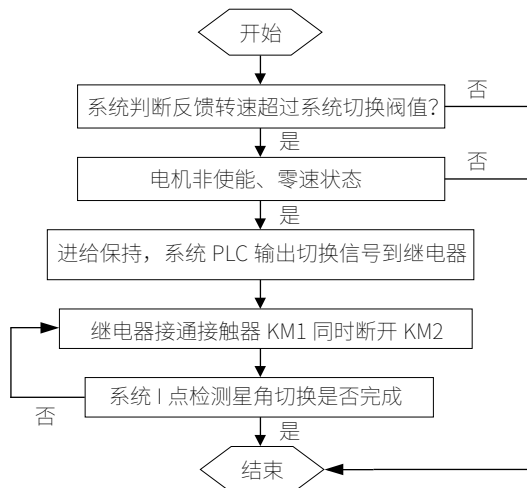 开始
系统判断反馈转速超过系统切换阀值？
否
是
电机非使能、零速状态
否
是
进给保持，系统 PLC 输出切换信号到继电器
继电器接通接触器 KM1 同时断开 KM2
系统 I 点检测星角切换是否完成
否
是
结束